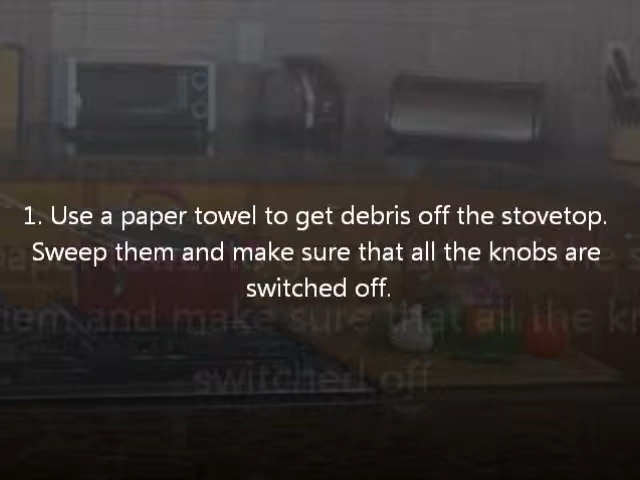 1. Use a paper towel to get debris off the stovetop.
Sweep them and make sure that all the knobs are
switched off.